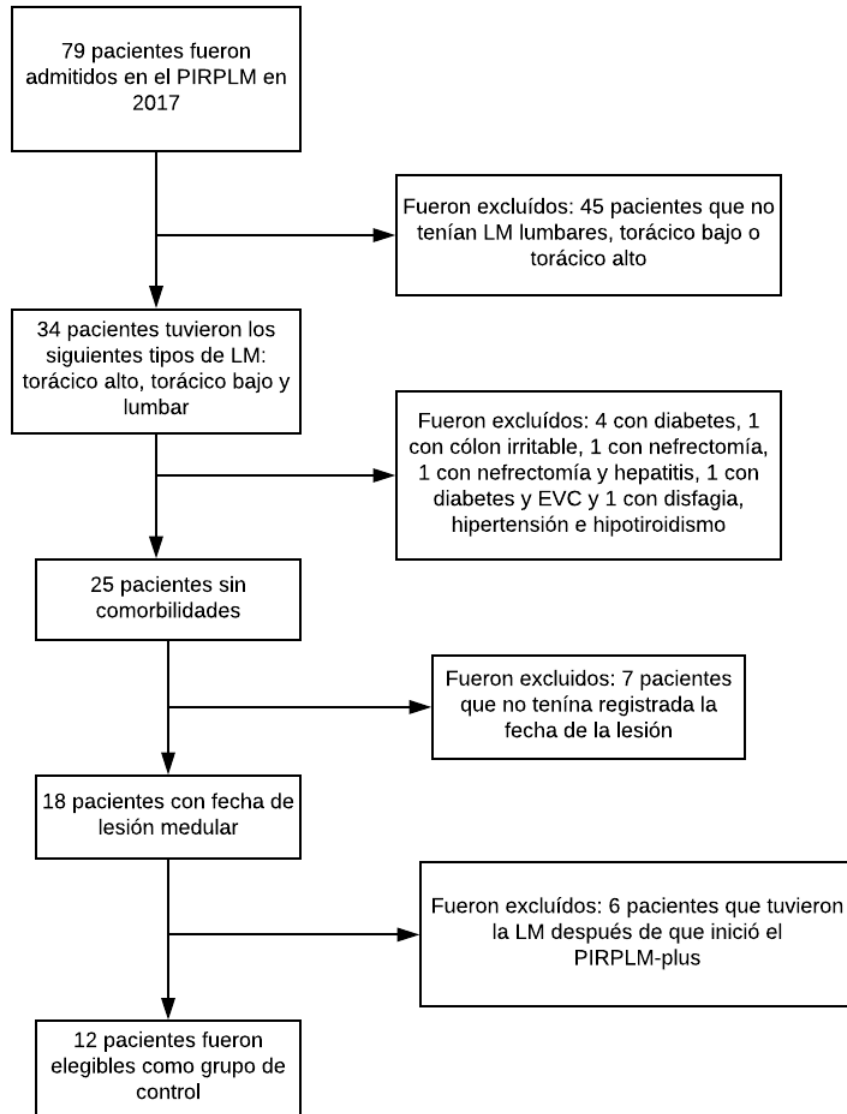 79 pacientes fueron
admitidos en el PIRPLM en
2017
Fueron excluídos: 45 pacientes que no
tenían LM lumbares, torácico bajo o
torácico alto
34 pacientes tuvieron los
siguientes tipos de LM:
torácico alto, torácico bajo y
lumbar
Fueron excluídos: 4 con diabetes, 1
con cólon irritable, 1 con nefrectomía,
1 con nefrectomía y hepatitis, 1 con
diabetes y EVC y 1 con disfagia,
hipertensión e hipotiroidismo
25 pacientes sin
comorbilidades
Fueron excluidos: 7 pacientes
que no tenína registrada la
fecha de la lesión
18 pacientes con fecha de
lesión medular
Fueron excluídos: 6 pacientes que tuvieron
la LM después de que inició el
PIRPLM-plus
12 pacientes fueron
elegibles como grupo de
control